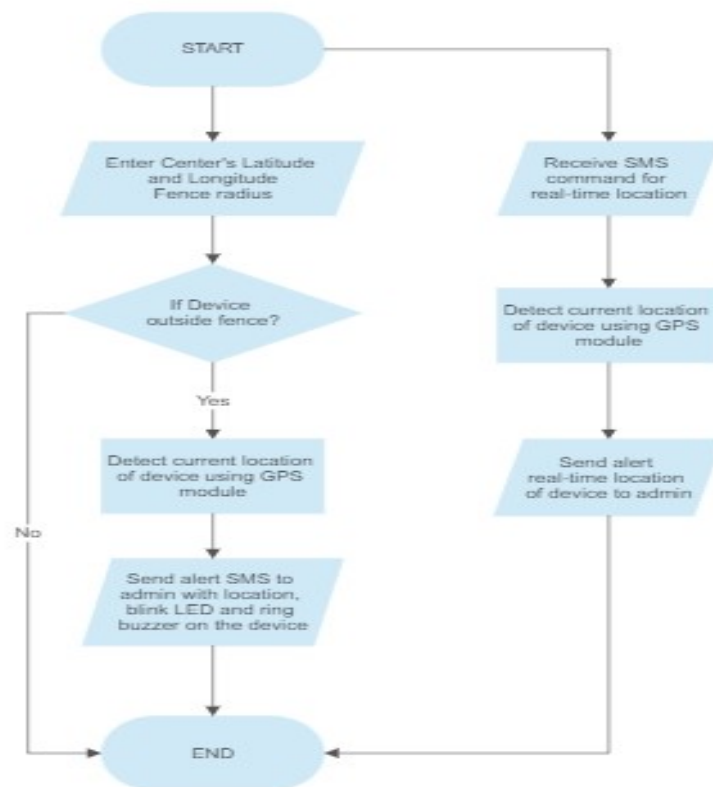 START
Enter Center's Latitude
and Longitude
Fence radius
If Device
outside fence?
Yes
No
Detect current location
of device using GPS
module
Send alert SMS to
admin with location,
blink LED and ring
buzzer on the device
Receive SMS
command for
real-time location
Detect current location
of device using GPS
module
Send alert
real-time location
of device to admin
END